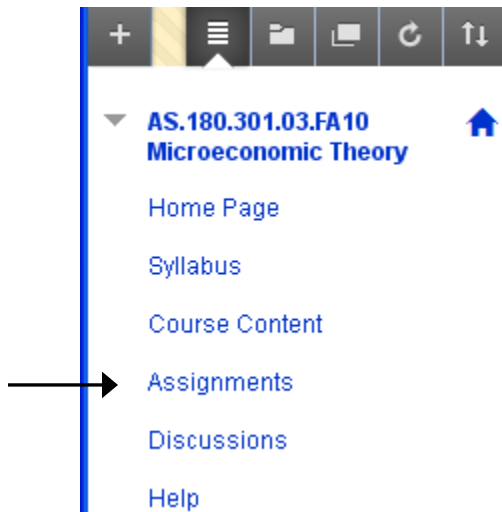 AS.180.301.03.FA10
Microeconomic Theory
Home Page
Syllabus
Course Content
Assignments
Discussions
Help